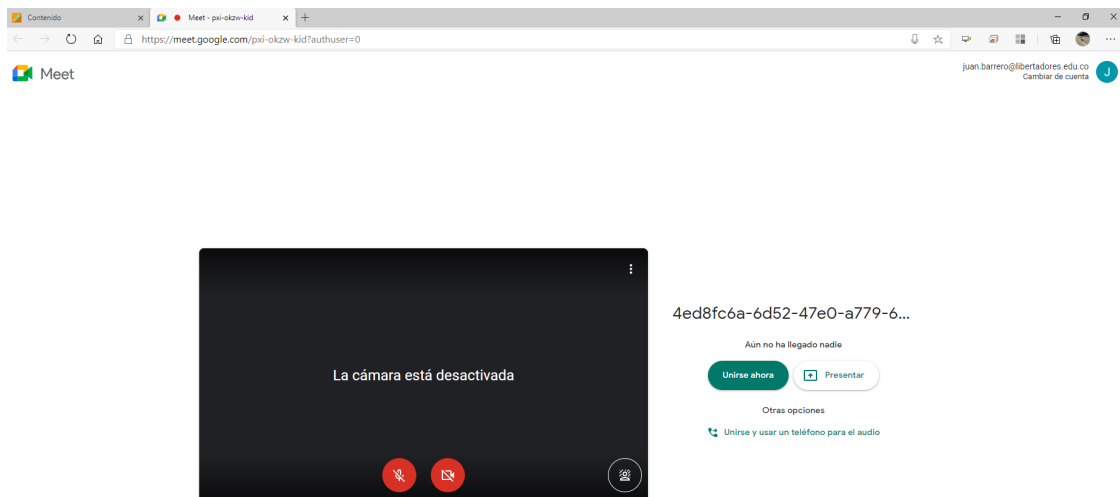 Contenido
Meet - pxi-okzw-kid
https://meet.google.com/pxi-okzw-kid?authuser=0
Meet
juan.barrero@libertadores.edu.co
Cambiar de cuenta
J
La cámara está desactivada
4ed8fc6a-6d52-47e0-a779-6...
Aún no ha llegado nadie
Unirse ahora
Presentar
Otras opciones
Unirse y usar un teléfono para el audio